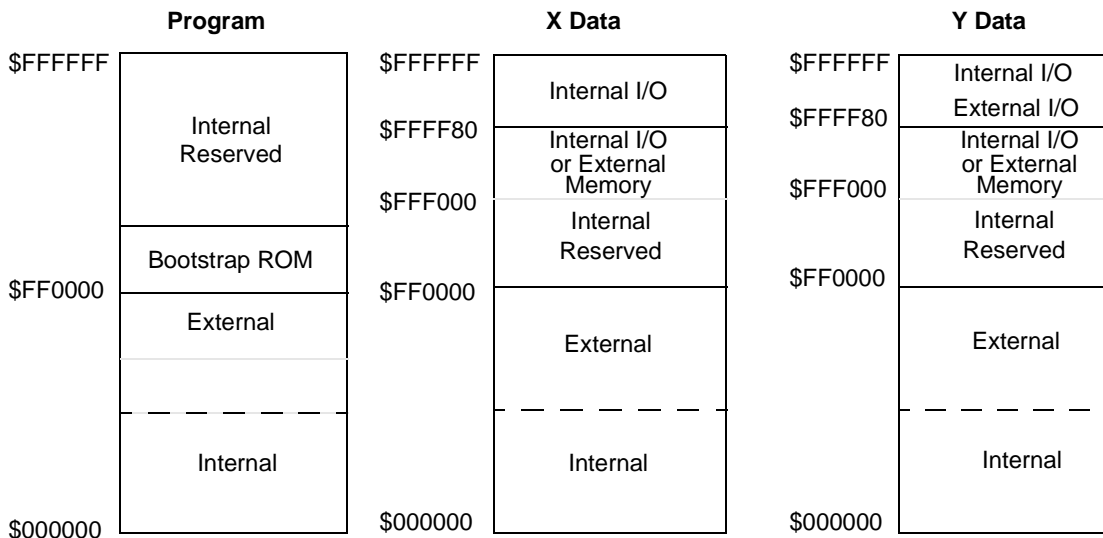 Program
$FFFFFF
Internal
Reserved
Bootstrap ROM
$FF0000
External
Internal
$000000
X Data
$FFFFFF
Internal I/O
$FFFF80
Internal I/O
or External
Memory
$FFF000
Internal
Reserved
$FF0000
External
Internal
$000000
Y Data
$FFFFFF
Internal I/O
External I/O
$FFFF80
Internal I/O
or External
Memory
$FFF000
Internal
Reserved
$FF0000
External
Internal
$000000